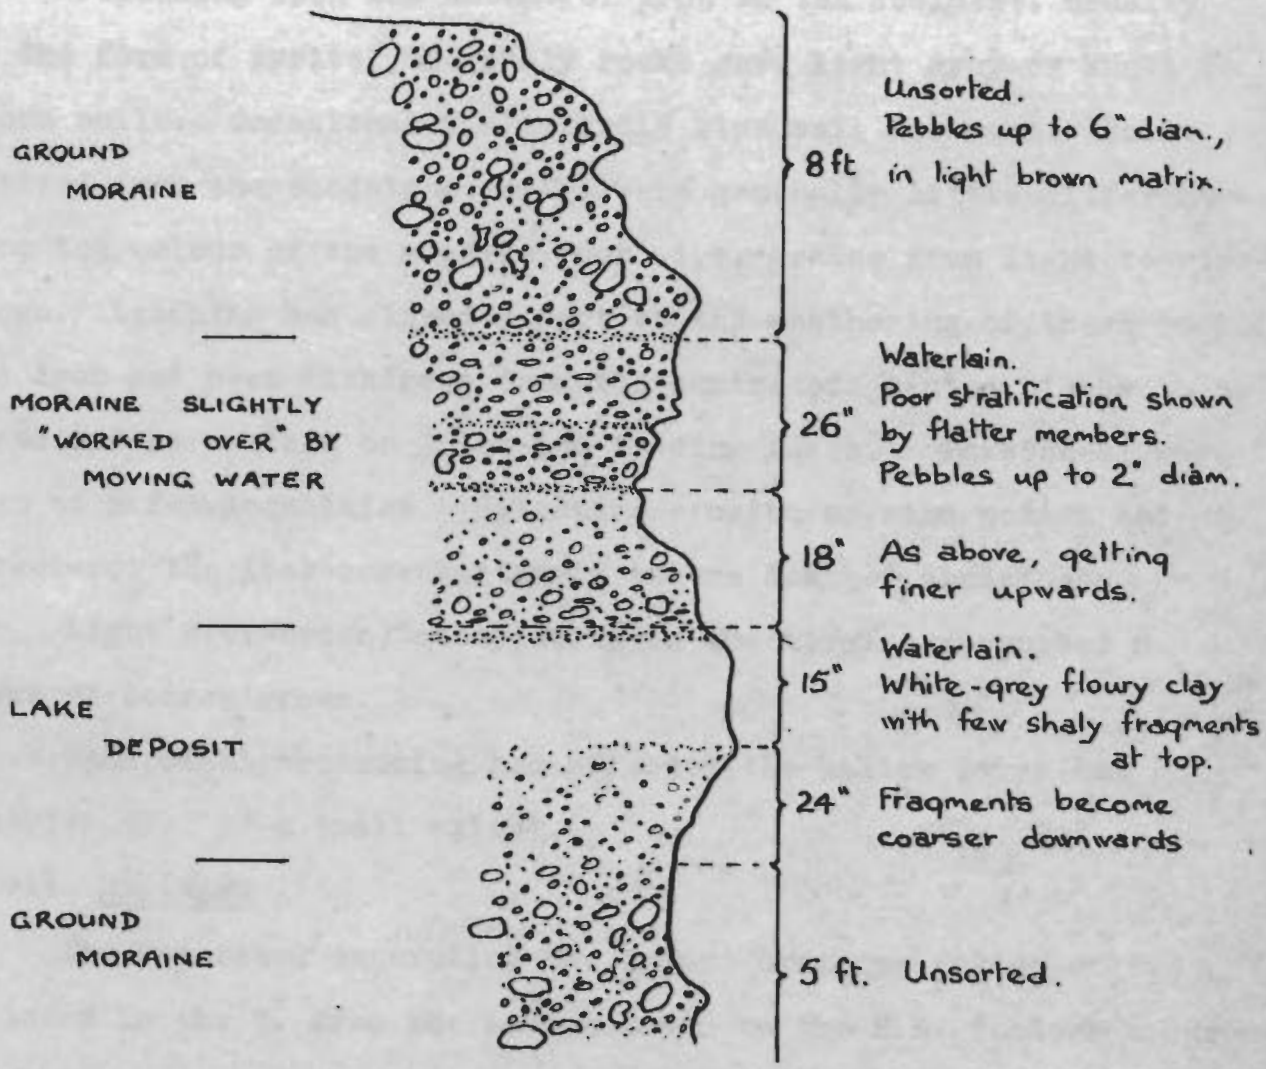 GROUND
MORAINE
8 ft
Unsorted.
Pebbles up to 6" diam.,
in light brown matrix.
MORAINE SLIGHTLY
"WORKED OVER" BY
MOVING WATER
26"
Waterlain.
Poor stratification shown
by flatter members.
Pebbles up to 2" diam.
18"
As above, getting
finer upwards.
LAKE
DEPOSIT
15"
Waterlain.
White-grey floury clay
with few shaly fragments
at top.
24"
Fragments become
coarser downwards
GROUND
MORAINE
5 ft.
Unsorted.